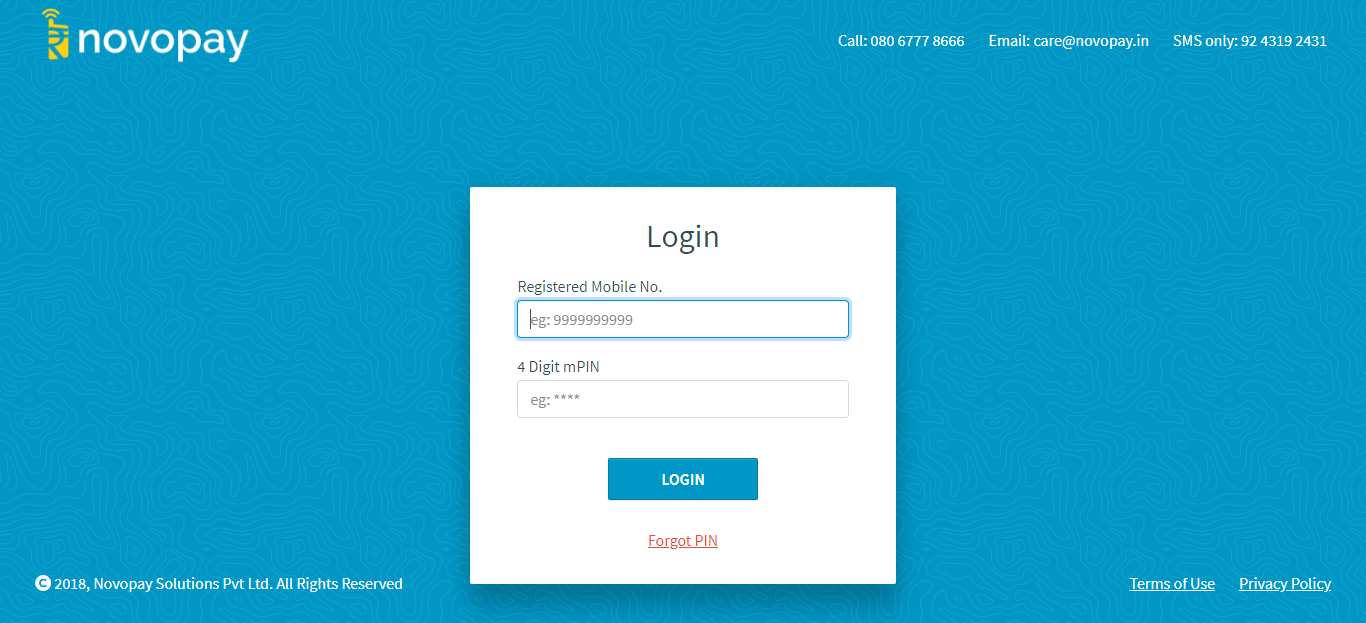 novopay
Call: 080 6777 8666 Email: care@novopay.in SMS only: 92 4319 2431
Login
Registered Mobile No.
eg: 9999999999
4 Digit mPIN
eg: ****
LOGIN
Forgot PIN
© 2018, Novopay Solutions Pvt Ltd. All Rights Reserved
Terms of Use Privacy Policy